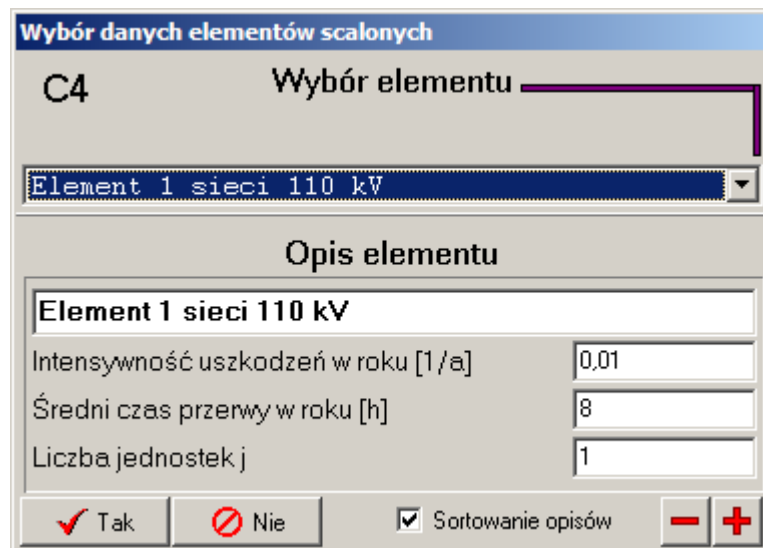 Wybór danych elementów scalonych
C4
Wybór elementu
Element 1 sieci 110 kV
Opis elementu
Element 1 sieci 110 kV
Intensywność uszkodzeń w roku [1/a] 0,01
Średni czas przerwy w roku [h] 8
Liczba jednostek j 1
Tak Nie Sortowanie opisów